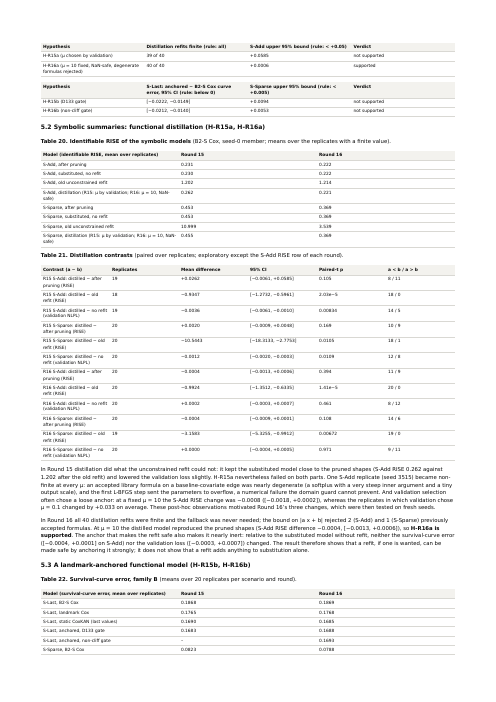 Hypothesis Distillation refits finite (rule: all) S-Add upper 95% bound (rule: < +0.05) Verdict
H-R15a (μ chosen by validation) 39 of 40 +0.0585 not supported
H-R16a (μ = 10 fixed, NaN-safe, degenerate formulas rejected) 40 of 40 +0.0006 supported
Hypothesis S-Last: anchored − B2-S Cox curve error, 95% CI (rule: below 0) S-Sparse upper 95% bound (rule: < +0.005) Verdict
H-R15b (D133 gate) [−0.0222, −0.0149] +0.0094 not supported
H-R16b (non-cliff gate) [−0.0212, −0.0140] +0.0053 not supported
5.2 Symbolic summaries: functional distillation (H-R15a, H-R16a)
Table 20. Identifiable RISE of the symbolic models (B2-S Cox, seed-0 member; means over the replicates with a finite value).
Model (identifiable RISE, mean over replicates) Round 15 Round 16
S-Add, after pruning 0.231 0.222
S-Add, substituted, no refit 0.230 0.222
S-Add, old unconstrained refit 1.202 1.214
S-Add, distillation (R15: μ by validation; R16: μ = 10, NaN-safe) 0.262 0.221
S-Sparse, after pruning 0.453 0.369
S-Sparse, substituted, no refit 0.453 0.369
S-Sparse, old unconstrained refit 10.999 3.539
S-Sparse, distillation (R15: μ by validation; R16: μ = 10, NaN-safe) 0.455 0.369
Table 21. Distillation contrasts (paired over replicates; exploratory except the S-Add RISE row of each round).
Contrast (a − b) Replicates Mean difference 95% CI Paired-t p a < b / a > b
R15 S-Add: distilled − after pruning (RISE) 19 +0.0262 [−0.0061, +0.0585] 0.105 8 / 11
R15 S-Add: distilled − old refit (RISE) 18 −0.9347 [−1.2732, −0.5961] 2.03e−5 18 / 0
R15 S-Add: distilled − no refit (validation NLPL) 19 −0.0036 [−0.0061, −0.0010] 0.00834 14 / 5
R15 S-Sparse: distilled − after pruning (RISE) 20 +0.0020 [−0.0009, +0.0048] 0.169 10 / 9
R15 S-Sparse: distilled − old refit (RISE) 20 −10.5443 [−18.3133, −2.7753] 0.0105 18 / 1
R15 S-Sparse: distilled − no refit (validation NLPL) 20 −0.0012 [−0.0020, −0.0003] 0.0109 12 / 8
R16 S-Add: distilled − after pruning (RISE) 20 −0.0004 [−0.0013, +0.0006] 0.394 11 / 9
R16 S-Add: distilled − old refit (RISE) 20 −0.9924 [−1.3512, −0.6335] 1.41e−5 20 / 0
R16 S-Add: distilled − no refit (validation NLPL) 20 +0.0002 [−0.0003, +0.0007] 0.461 8 / 12
R16 S-Sparse: distilled − after pruning (RISE) 20 −0.0004 [−0.0009, +0.0001] 0.108 14 / 6
R16 S-Sparse: distilled − old refit (RISE) 19 −3.1583 [−5.3255, −0.9912] 0.00672 19 / 0
R16 S-Sparse: distilled − no refit (validation NLPL) 20 +0.0000 [−0.0004, +0.0005] 0.971 9 / 11
In Round 15 distillation did what the unconstrained refit could not: it kept the substituted model close to the pruned shapes (S-Add RISE 0.262 against
1.202 after the old refit) and lowered the validation loss slightly. H-R15a nevertheless failed on both parts. One S-Add replicate (seed 3515) became non-
finite at every μ: an accepted library formula on a baseline-covariate edge was nearly degenerate (a softplus with a very steep inner argument and a tiny
output scale), and the first L-BFGS step sent the parameters to overflow, a numerical failure the domain guard cannot prevent. And validation selection
often chose a loose anchor: at a fixed μ = 10 the S-Add RISE change was −0.0008 ([−0.0018, +0.0002]), whereas the replicates in which validation chose
μ = 0.1 changed by +0.033 on average. These post-hoc observations motivated Round 16's three changes, which were then tested on fresh seeds.
In Round 16 all 40 distillation refits were finite and the fallback was never needed; the bound on |a x + b| rejected 2 (S-Add) and 1 (S-Sparse) previously
accepted formulas. At μ = 10 the distilled model reproduced the pruned shapes (S-Add RISE difference −0.0004, [−0.0013, +0.0006]), so H-R16a is
supported. The anchor that makes the refit safe also makes it nearly inert: relative to the substituted model without refit, neither the survival-curve error
([−0.0004, +0.0001] on S-Add) nor the validation loss ([−0.0003, +0.0007]) changed. The result therefore shows that a refit, if one is wanted, can be
made safe by anchoring it strongly; it does not show that a refit adds anything to substitution alone.
5.3 A landmark-anchored functional model (H-R15b, H-R16b)
Table 22. Survival-curve error, family B (means over 20 replicates per scenario and round).
Model (survival-curve error, mean over replicates) Round 15 Round 16
S-Last, B2-S Cox 0.1868 0.1869
S-Last, landmark Cox 0.1765 0.1768
S-Last, static CoxKAN (last values) 0.1690 0.1685
S-Last, anchored, D133 gate 0.1683 0.1688
S-Last, anchored, non-cliff gate – 0.1693
S-Sparse, B2-S Cox 0.0823 0.0788